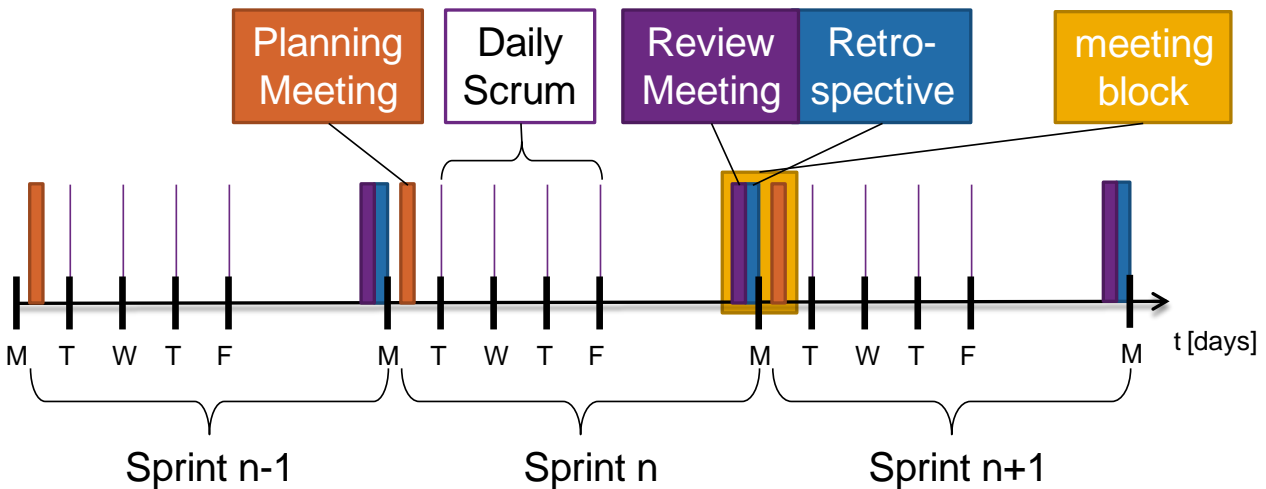 Planning
Meeting
Daily
Scrum
Review
Meeting
Retro-
spective
meeting
block
M T W T F M T W T F M T W T F M
t [days]
Sprint n-1
Sprint n
Sprint n+1